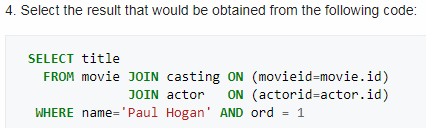 4. Select the result that would be obtained from the following code:
SELECT title
FROM movie JOIN casting ON (movieid=movie.id)
JOIN actor ON (actorid=actor.id)
WHERE name='Paul Hogan' AND ord = 1